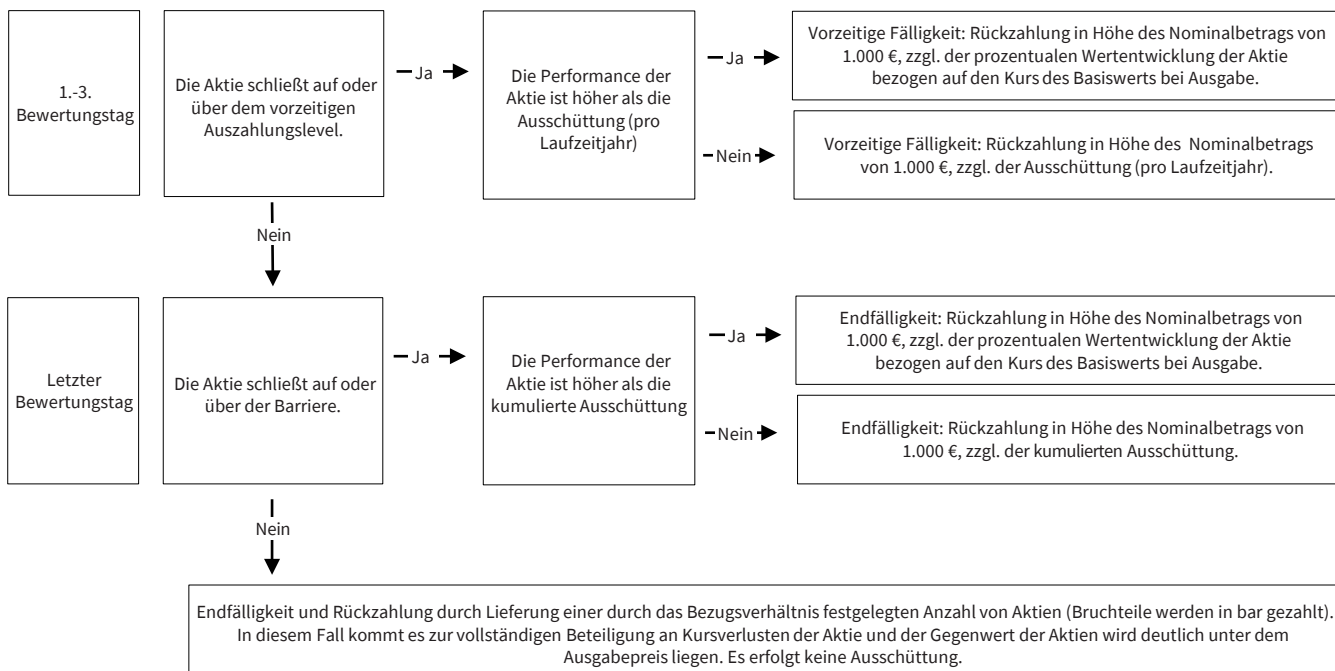 1.-3.
Bewertungstag
Die Aktie schließt auf oder
über dem vorzeitigen
Auszahlungslevel.
Ja
Die Performance der
Aktie ist höher als die
Ausschüttung (pro
Laufzeitjahr)
Ja
Vorzeitige Fälligkeit: Rückzahlung in Höhe des Nominalbetrags von
1.000 €, zzgl. der prozentualen Wertentwicklung der Aktie
bezogen auf den Kurs des Basiswerts bei Ausgabe.
Nein
Vorzeitige Fälligkeit: Rückzahlung in Höhe des Nominalbetrags
von 1.000 €, zzgl. der Ausschüttung (pro Laufzeitjahr).
Nein
Letzter
Bewertungstag
Die Aktie schließt auf oder
über der Barriere.
Ja
Die Performance der
Aktie ist höher als die
kumulierte Ausschüttung
Ja
Endfälligkeit: Rückzahlung in Höhe des Nominalbetrags von
1.000 €, zzgl. der prozentualen Wertentwicklung der Aktie
bezogen auf den Kurs des Basiswerts bei Ausgabe.
Nein
Endfälligkeit: Rückzahlung in Höhe des Nominalbetrags von
1.000 €, zzgl. der kumulierten Ausschüttung.
Nein
Endfälligkeit und Rückzahlung durch Lieferung einer durch das Bezugsverhältnis festgelegten Anzahl von Aktien (Bruchteile werden in bar gezahlt).
In diesem Fall kommt es zur vollständigen Beteiligung an Kursverlusten der Aktie und der Gegenwert der Aktien wird deutlich unter dem
Ausgabepreis liegen. Es erfolgt keine Ausschüttung.